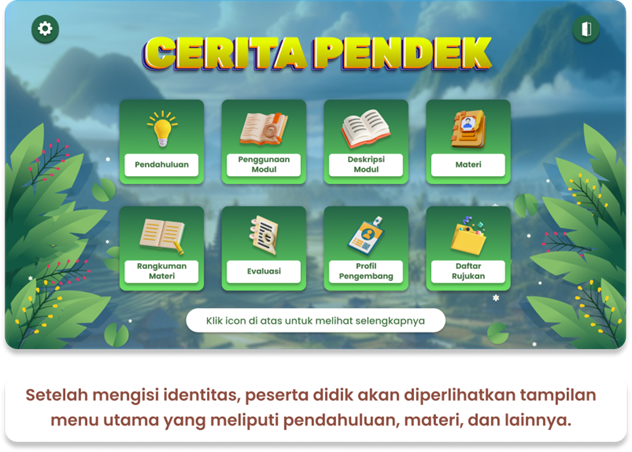 CERITA PENDEK
Pendahuluan
Penggunaan
Modul
Deskripsi
Modul
Materi
Rangkuman
Materi
Evaluasi
Profil
Pengembang
Daftar
Rujukan
Klik icon di atas untuk melihat selengkapnya
Setelah mengisi identitas, peserta didik akan diperlihatkan tampilan
menu utama yang meliputi pendahuluan, materi, dan lainnya.